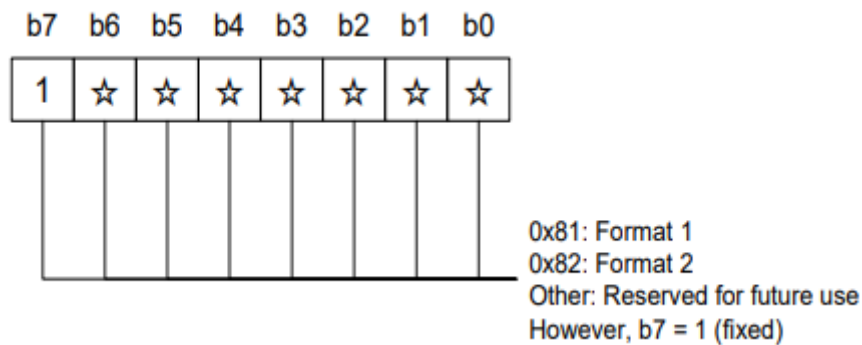 b7 b6 b5 b4 b3 b2 b1 b0
1 ☆ ☆ ☆ ☆ ☆ ☆ ☆
0x81: Format 1
0x82: Format 2
Other: Reserved for future use
However, b7 = 1 (fixed)